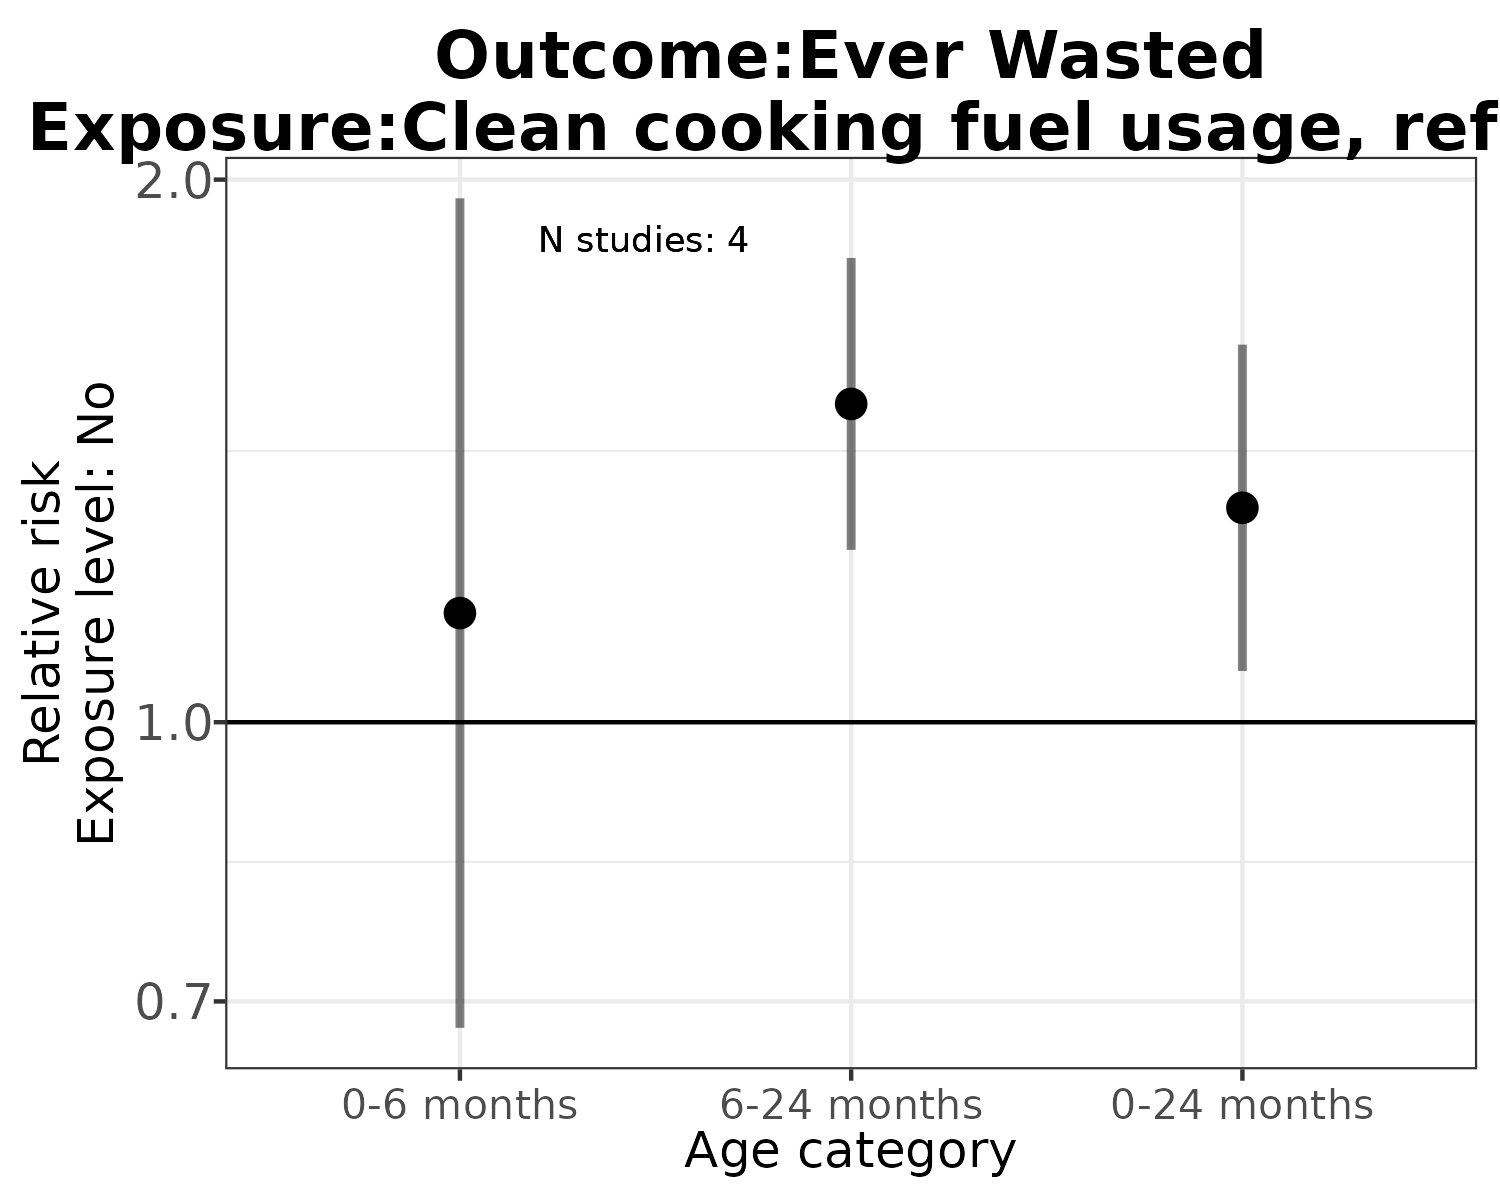 Outcome:Ever Wasted
Exposure:Clean cooking fuel usage, ref
2.0
N studies: 4
Relative risk
Exposure level: No
1.0
0.7
0-6 months
6-24 months
0-24 months
Age category